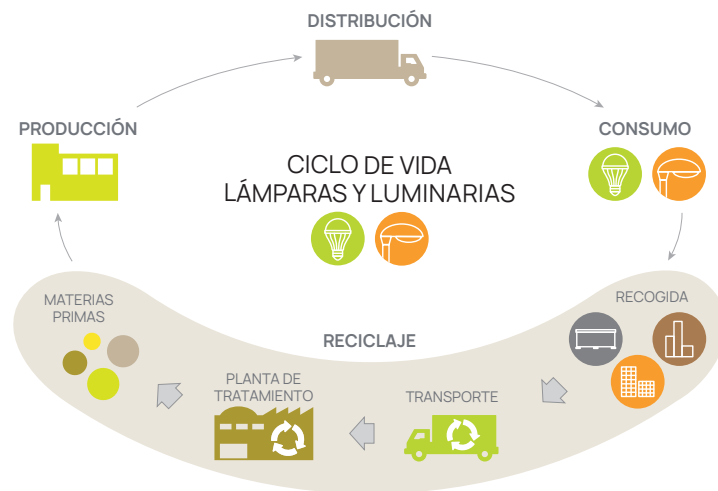 DISTRIBUCIÓN
PRODUCCIÓN
CONSUMO
CICLO DE VIDA
LÁMPARAS Y LUMINARIAS
MATERIAS
PRIMAS
RECOGIDA
RECICLAJE
PLANTA DE
TRATAMIENTO
TRANSPORTE